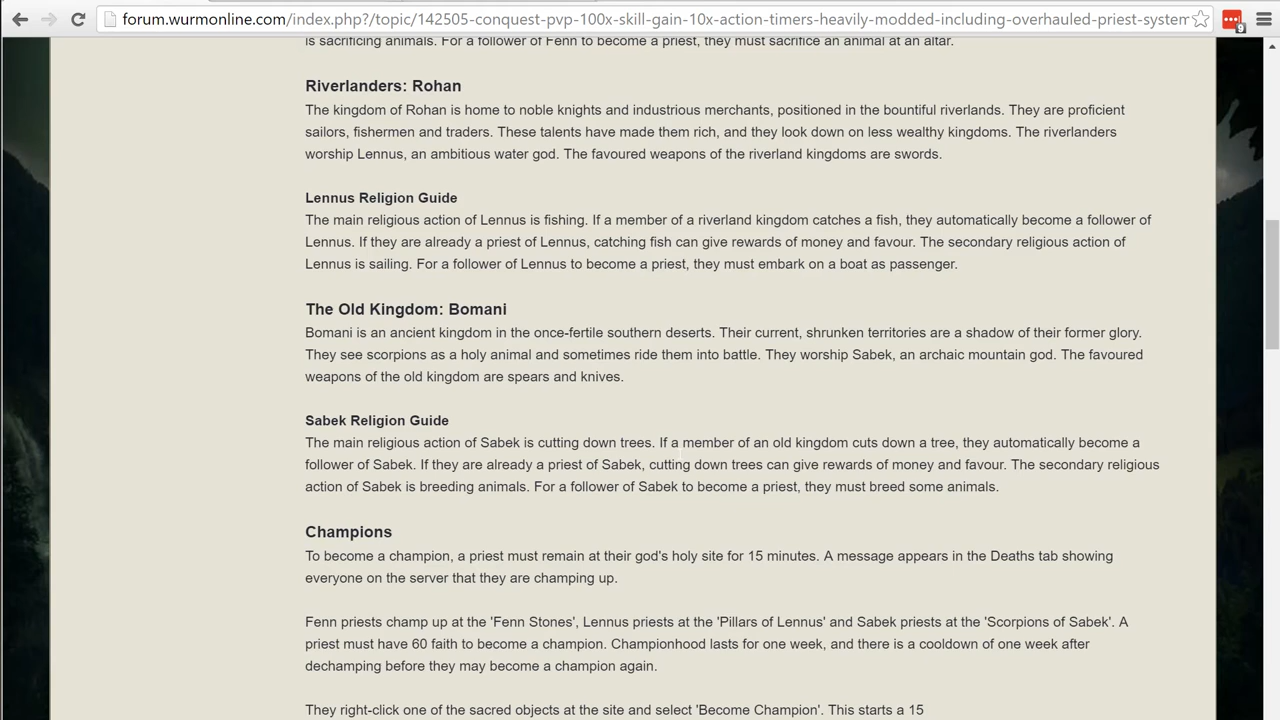 forum.wurmonline.com/index.php?/topic/142505-conquest-pvp-100x-skill-gain-10x-action-timers-heavily-modded-including-overhauled-priest-system
9
is sacrificing animals. For a follower of Fenn to become a priest, they must sacrifice an animal at an altar.
Riverlanders: Rohan
The kingdom of Rohan is home to noble knights and industrious merchants, positioned in the bountiful riverlands. They are proficient
sailors, fishermen and traders. These talents have made them rich, and they look down on less wealthy kingdoms. The riverlanders
worship Lennus, an ambitious water god. The favoured weapons of the riverland kingdoms are swords.
Lennus Religion Guide
The main religious action of Lennus is fishing. If a member of a riverland kingdom catches a fish, they automatically become a follower of
Lennus. If they are already a priest of Lennus, catching fish can give rewards of money and favour. The secondary religious action of
Lennus is sailing. For a follower of Lennus to become a priest, they must embark on a boat as passenger.
The Old Kingdom: Bomani
Bomani is an ancient kingdom in the once-fertile southern deserts. Their current, shrunken territories are a shadow of their former glory.
They see scorpions as a holy animal and sometimes ride them into battle. They worship Sabek, an archaic mountain god. The favoured
weapons of the old kingdom are spears and knives.
Sabek Religion Guide
The main religious action of Sabek is cutting down trees. If a member of an old kingdom cuts down a tree, they automatically become a
follower of Sabek. If they are already a priest of Sabek, cutting down trees can give rewards of money and favour. The secondary religious
action of Sabek is breeding animals. For a follower of Sabek to become a priest, they must breed some animals.
Champions
To become a champion, a priest must remain at their god's holy site for 15 minutes. A message appears in the Deaths tab showing
everyone on the server that they are champing up.
Fenn priests champ up at the 'Fenn Stones', Lennus priests at the 'Pillars of Lennus' and Sabek priests at the 'Scorpions of Sabek'. A
priest must have 60 faith to become a champion. Championhood lasts for one week, and there is a cooldown of one week after
dechamping before they may become a champion again.
They right-click one of the sacred objects at the site and select 'Become Champion'. This starts a 15